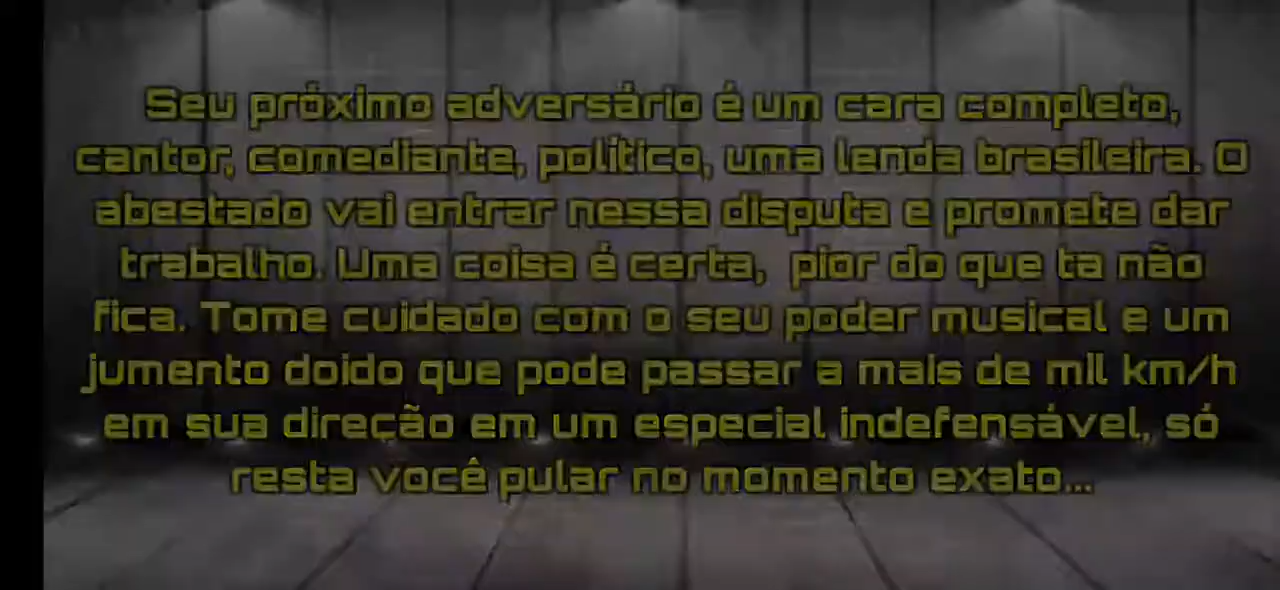 Seu próximo adversário é um cara completo,
cantor, comediante, político, uma lenda brasileira. O
abestado vai entrar nessa disputa e promete dar
trabalho. Uma coisa é certa, pior do que ta não
fica. Tome cuidado com o seu poder musical e um
jumento doido que pode passar a mais de mil km/h
em sua direção em um especial indefensável, só
resta você pular no momento exato...